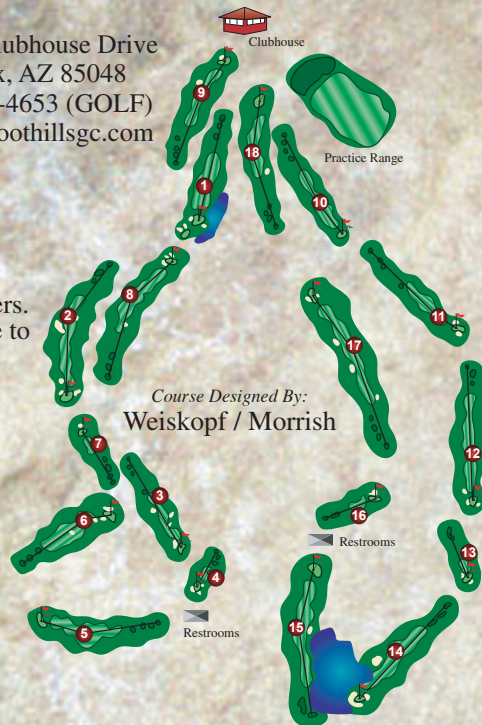 Clubhouse
lubhouse Drive
x, AZ 85048
-4653 (GOLF)
oothillsgc.com
Practice Range
9
18
1
10
ers.
e to
2
8
11
17
Course Designed By:
Weiskopf / Morrish
7
12
3
6
16
Restrooms
13
4
Restrooms
5
15
14